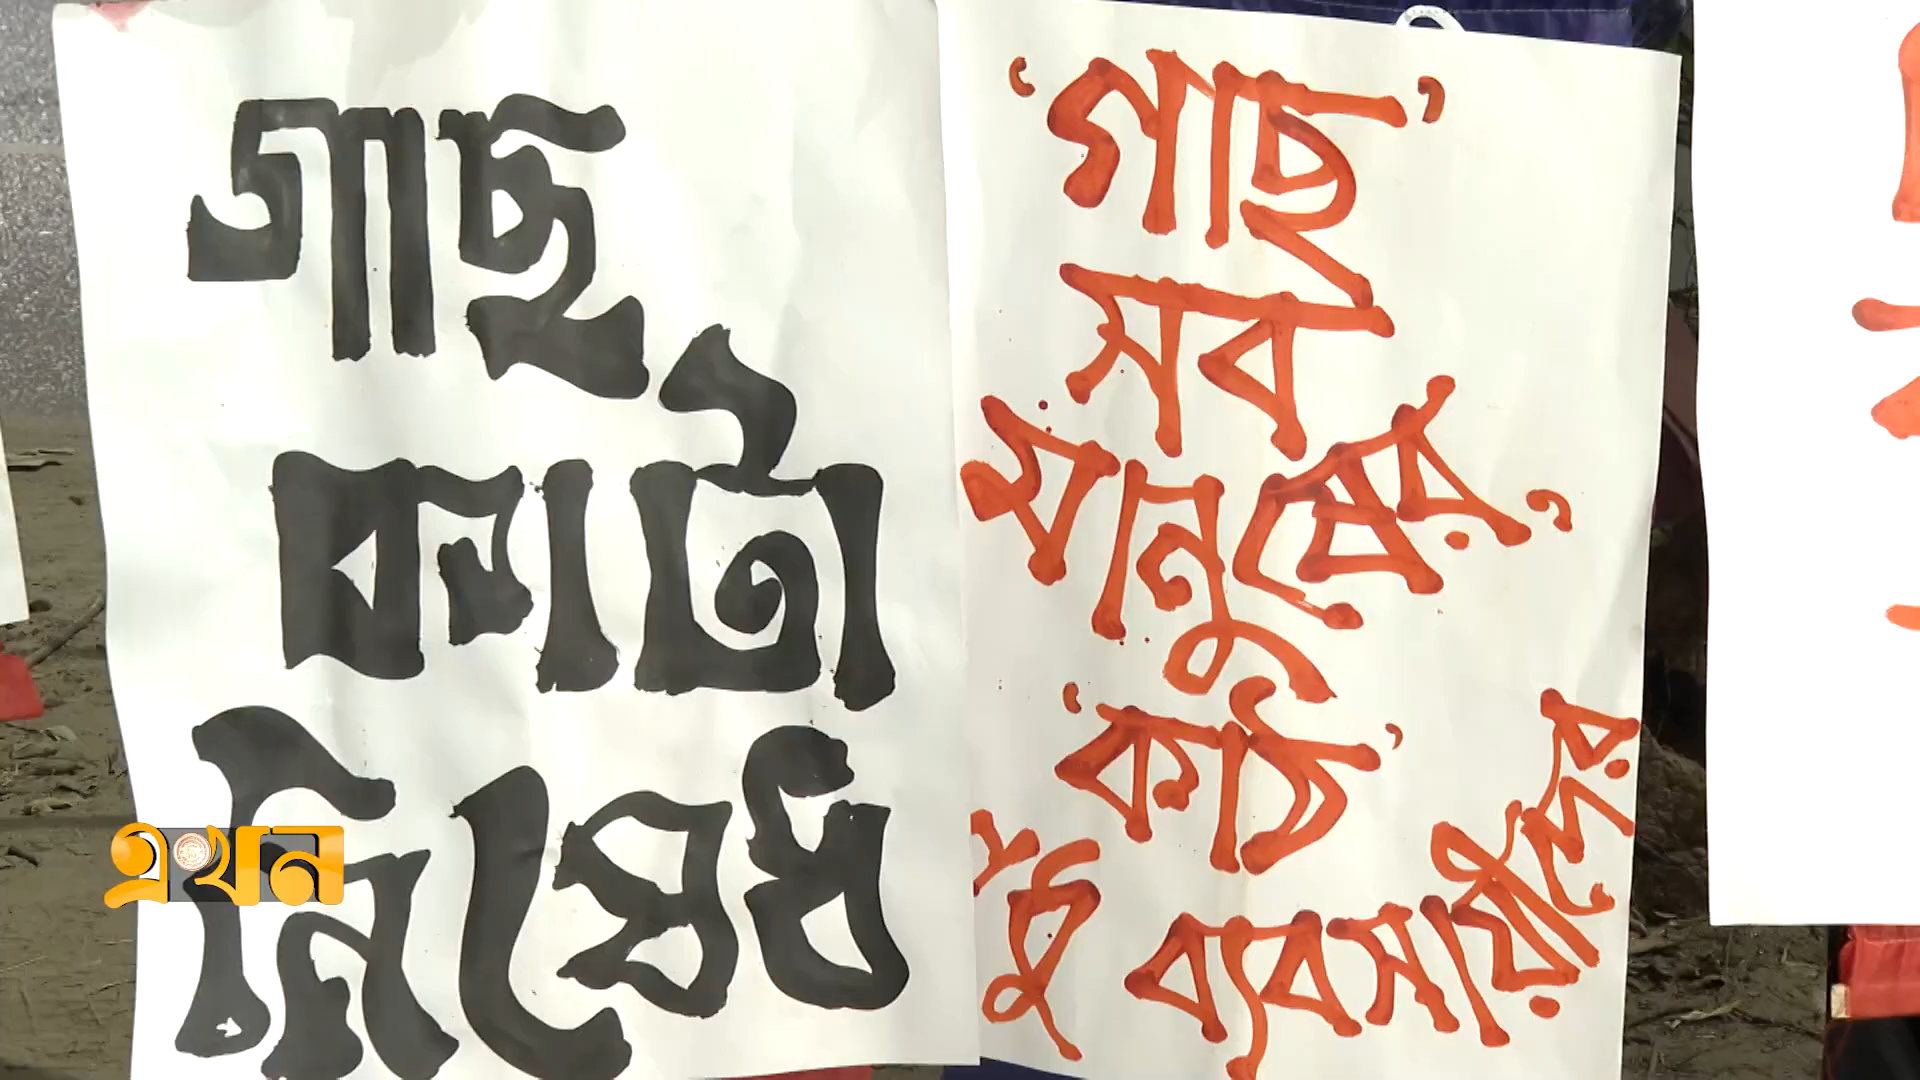 গাছ
কাটা
নিষেধ
‘গাছ’
সব
মানুষের,
‘কাঠ’
শুধু ব্যবসায়ীদের
এখন